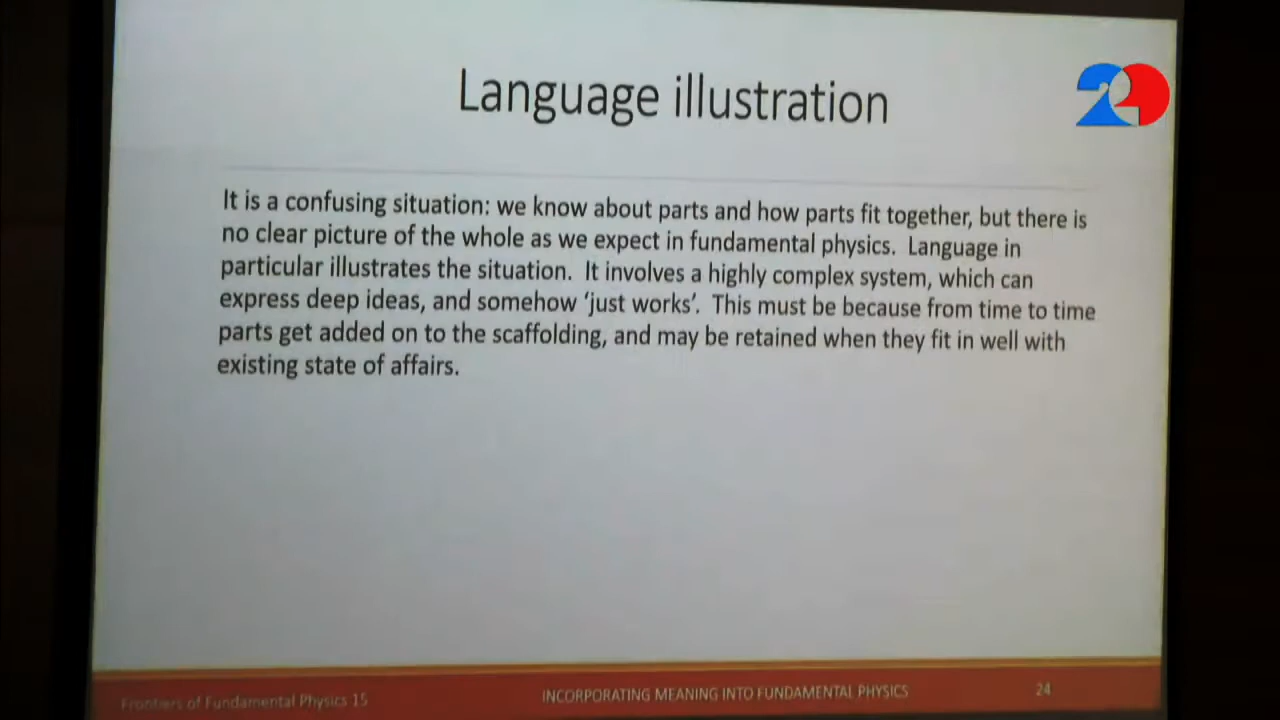 Language illustration
20
It is a confusing situation: we know about parts and how parts fit together, but there is
no clear picture of the whole as we expect in fundamental physics.  Language in
particular illustrates the situation.  It involves a highly complex system, which can
express deep ideas, and somehow ‘just works’.  This must be because from time to time
parts get added on to the scaffolding, and may be retained when they fit in well with
existing state of affairs.
Frontiers of Fundamental Physics 15
INCORPORATING MEANING INTO FUNDAMENTAL PHYSICS
24